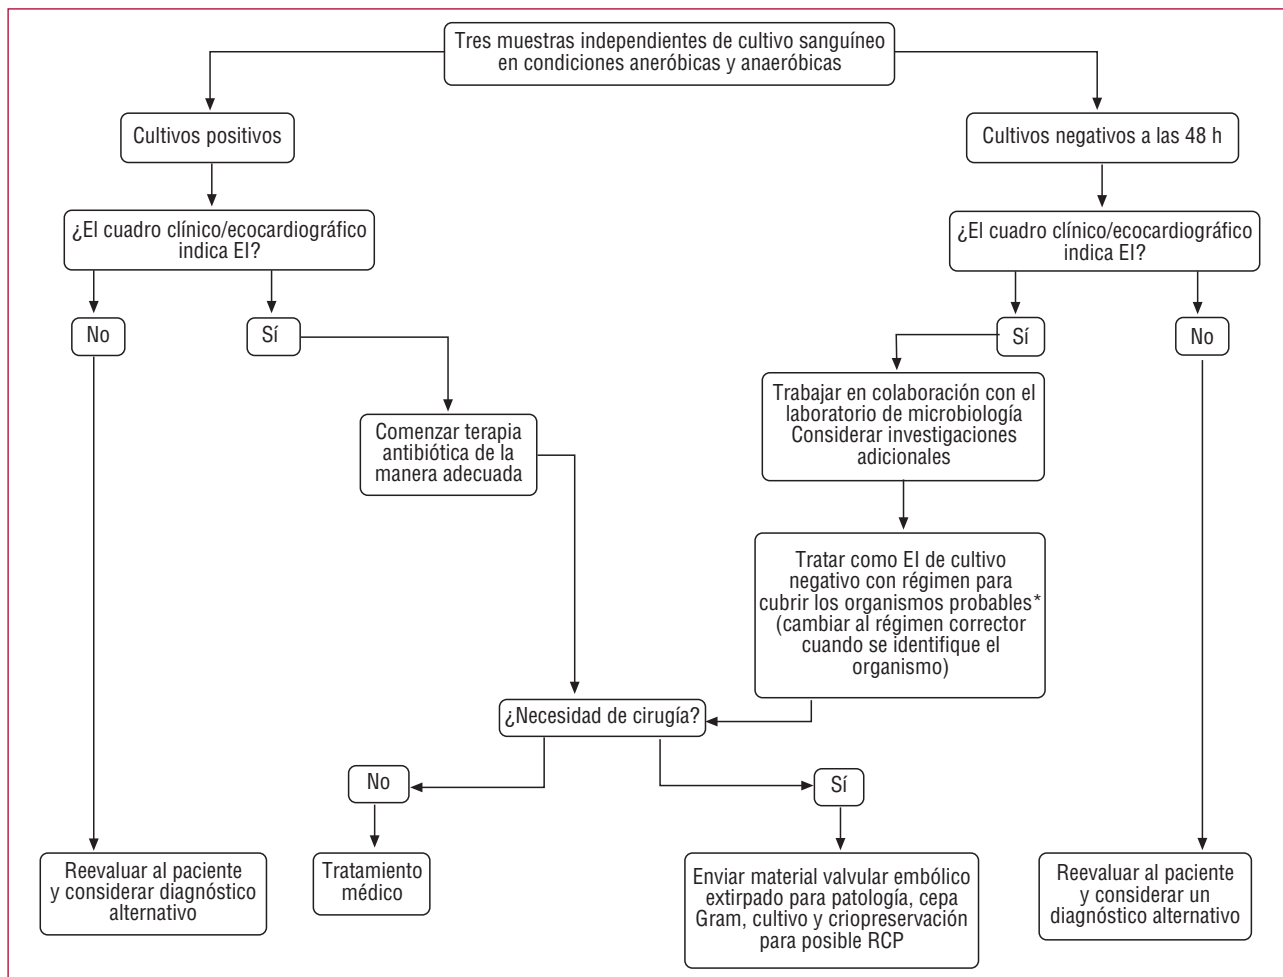 Tres muestras independientes de cultivo sanguíneo
en condiciones aneróbicas y anaeróbicas
Cultivos positivos
Cultivos negativos a las 48 h
¿El cuadro clínico/ecocardiográfico
indica EI?
¿El cuadro clínico/ecocardiográfico
indica EI?
No
Sí
Sí
No
Trabajar en colaboración con el
laboratorio de microbiología
Considerar investigaciones
adicionales
Comenzar terapia
antibiótica de la
manera adecuada
Tratar como EI de cultivo
negativo con régimen para
cubrir los organismos probables*
(cambiar al régimen corrector
cuando se identifique el
organismo)
¿Necesidad de cirugía?
No
Sí
Reevaluar al paciente
y considerar diagnóstico
alternativo
Tratamiento
médico
Enviar material valvular embólico
extirpado para patología, cepa
Gram, cultivo y criopreservación
para posible RCP
Reevaluar al paciente
y considerar un
diagnóstico alternativo